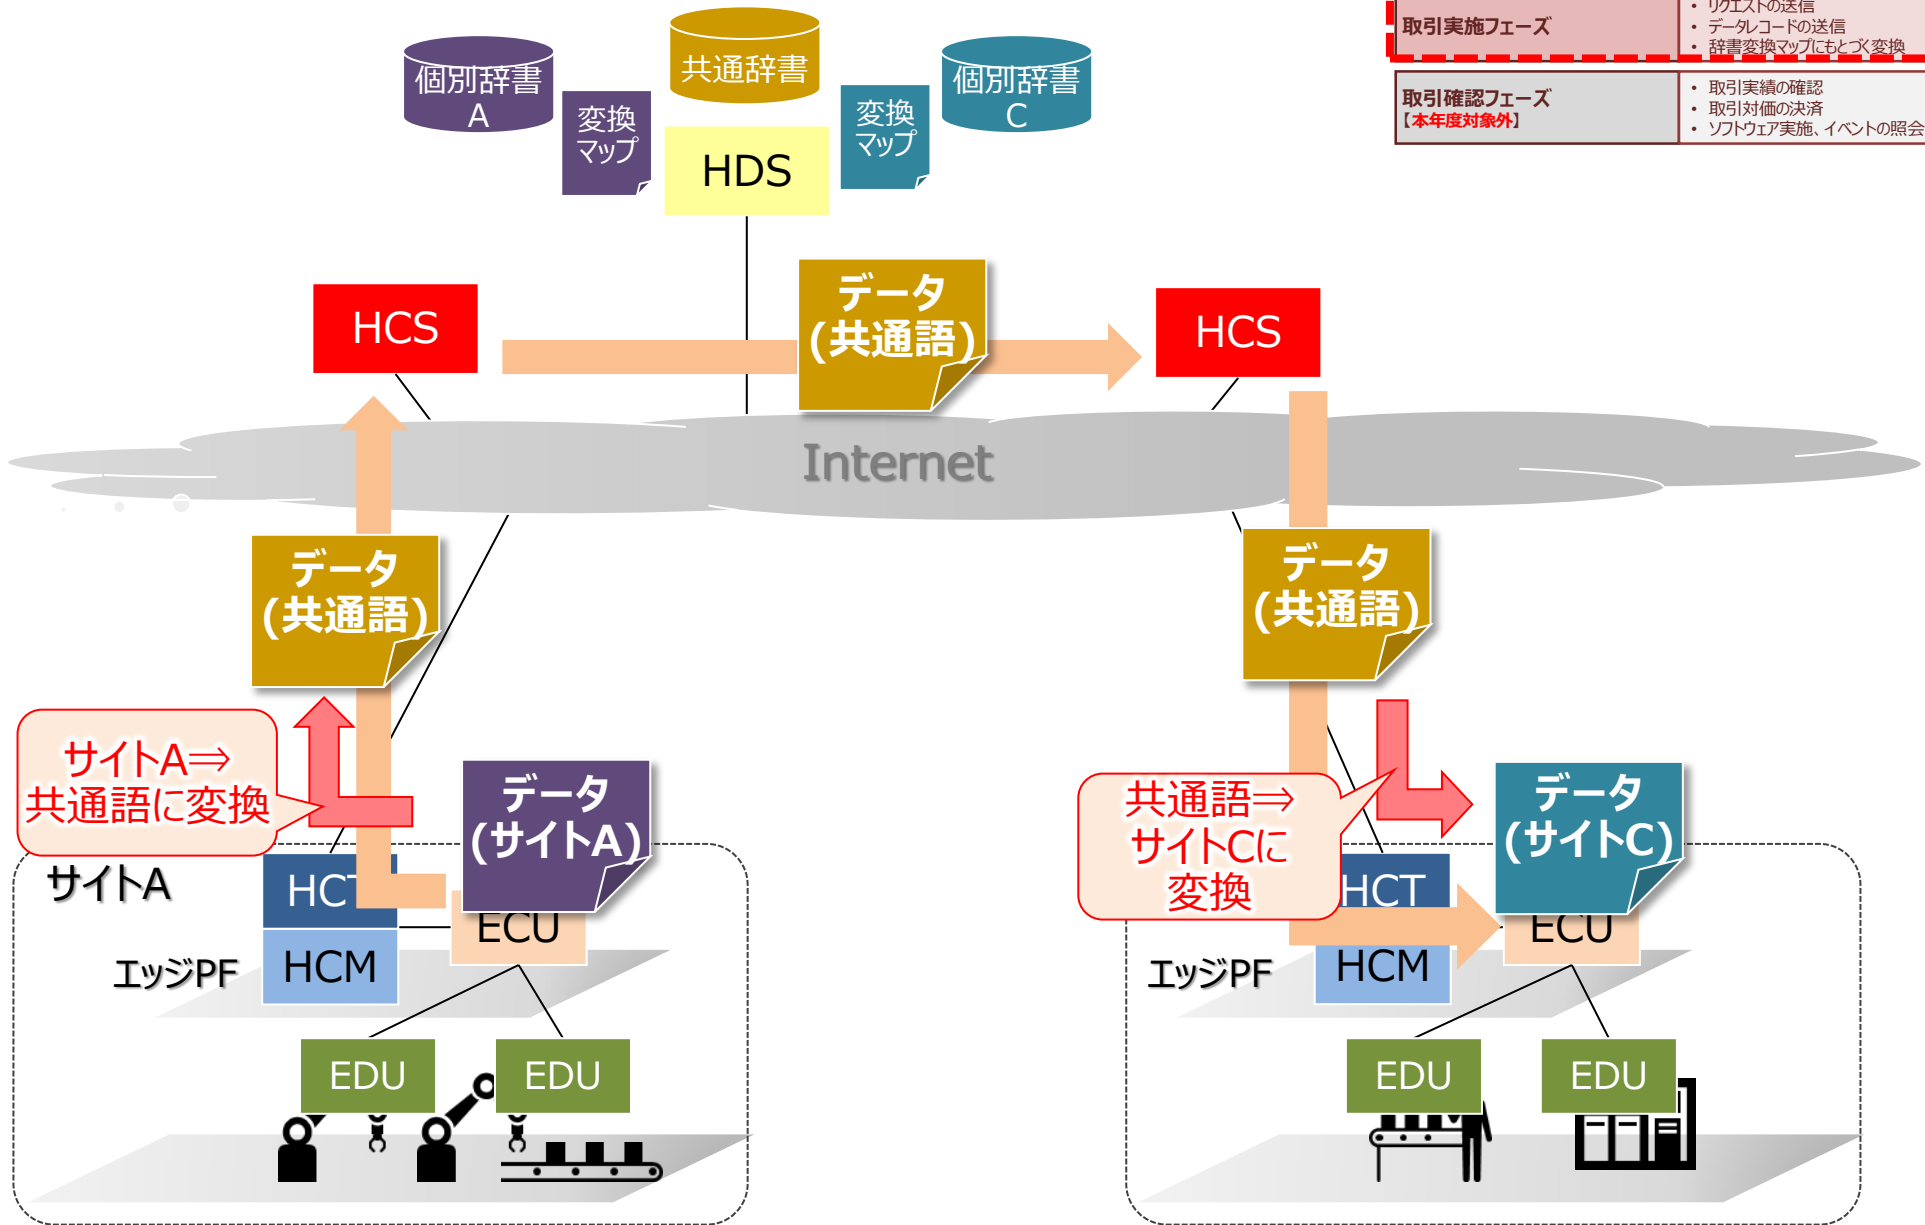 取引実施フェーズ
• リクエストの送信
• データレコードの送信
• 辞書変換マップにもとづく変換
取引確認フェーズ
【本年度対象外】
• 取引実績の確認
• 取引対価の決済
• ソフトウェア実施、イベントの照会
個別辞書
A
変換
マップ
共通辞書
HDS
変換
マップ
個別辞書
C
HCS
データ
(共通語)
HCS
Internet
データ
(共通語)
データ
(共通語)
サイトA⇒
共通語に変換
データ
(サイトA)
共通語⇒
サイトCに
変換
データ
(サイトC)
サイトA
HCT
ECU
エッジPF
HCM
EDU
EDU
HCT
ECU
エッジPF
HCM
EDU
EDU